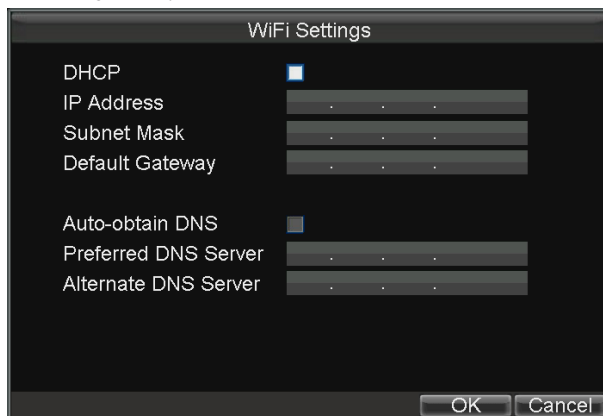 WiFi Settings
DHCP
IP Address . . .
Subnet Mask . . .
Default Gateway . . .
Auto-obtain DNS
Preferred DNS Server . . .
Alternate DNS Server . . .
OK Cancel